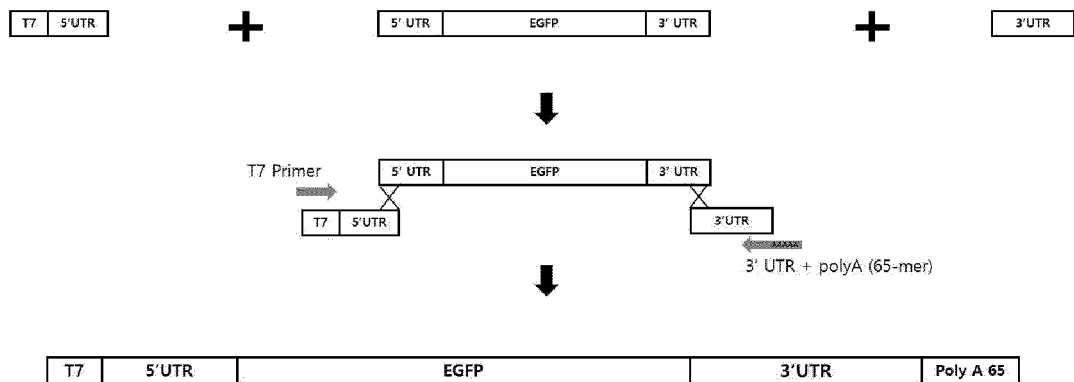 T7 5'UTR + 5' UTR EGFP 3' UTR + 3'UTR
T7 Primer
5' UTR EGFP 3' UTR
T7 5'UTR
3'UTR
AAAAA
3' UTR + polyA (65-mer)
T7 5'UTR EGFP 3'UTR Poly A 65